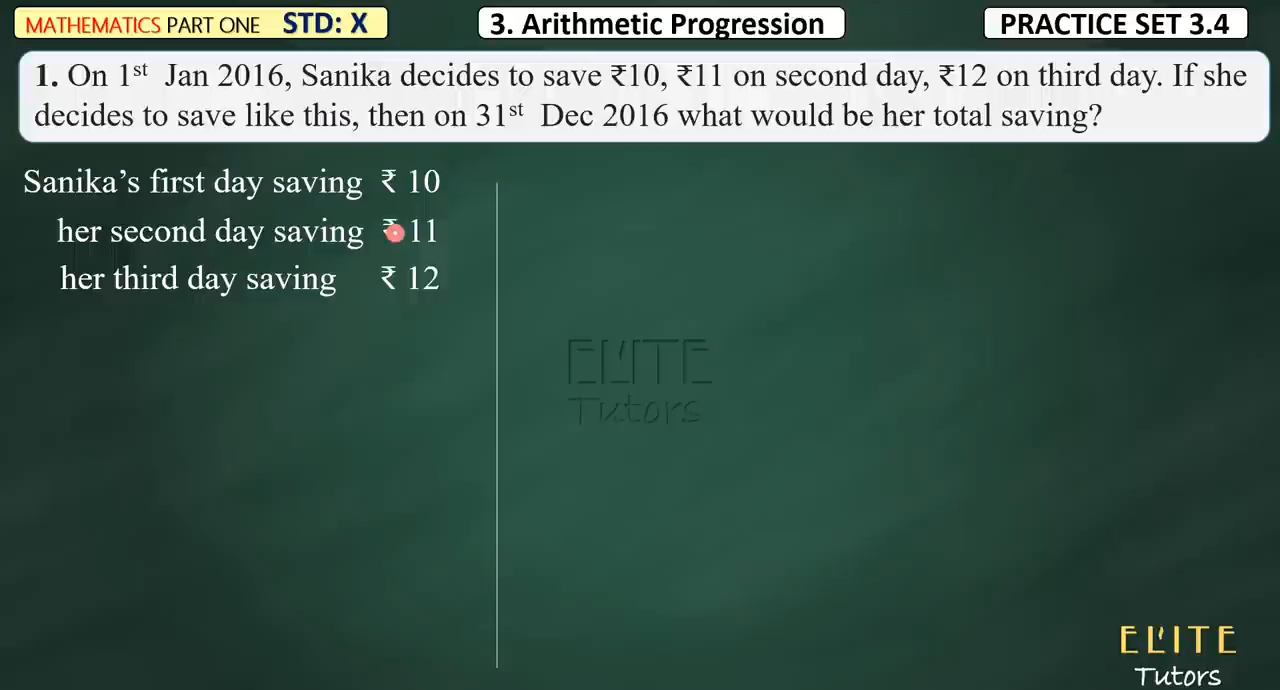 MATHEMATICS PART ONE STD: X
3. Arithmetic Progression
PRACTICE SET 3.4
1. On 1st Jan 2016, Sanika decides to save ₹10, ₹11 on second day, ₹12 on third day. If she
decides to save like this, then on 31st Dec 2016 what would be her total saving?
Sanika’s first day saving ₹ 10
her second day saving ₹ 11
her third day saving ₹ 12
ELITE
Tutors
ELITE
Tutors